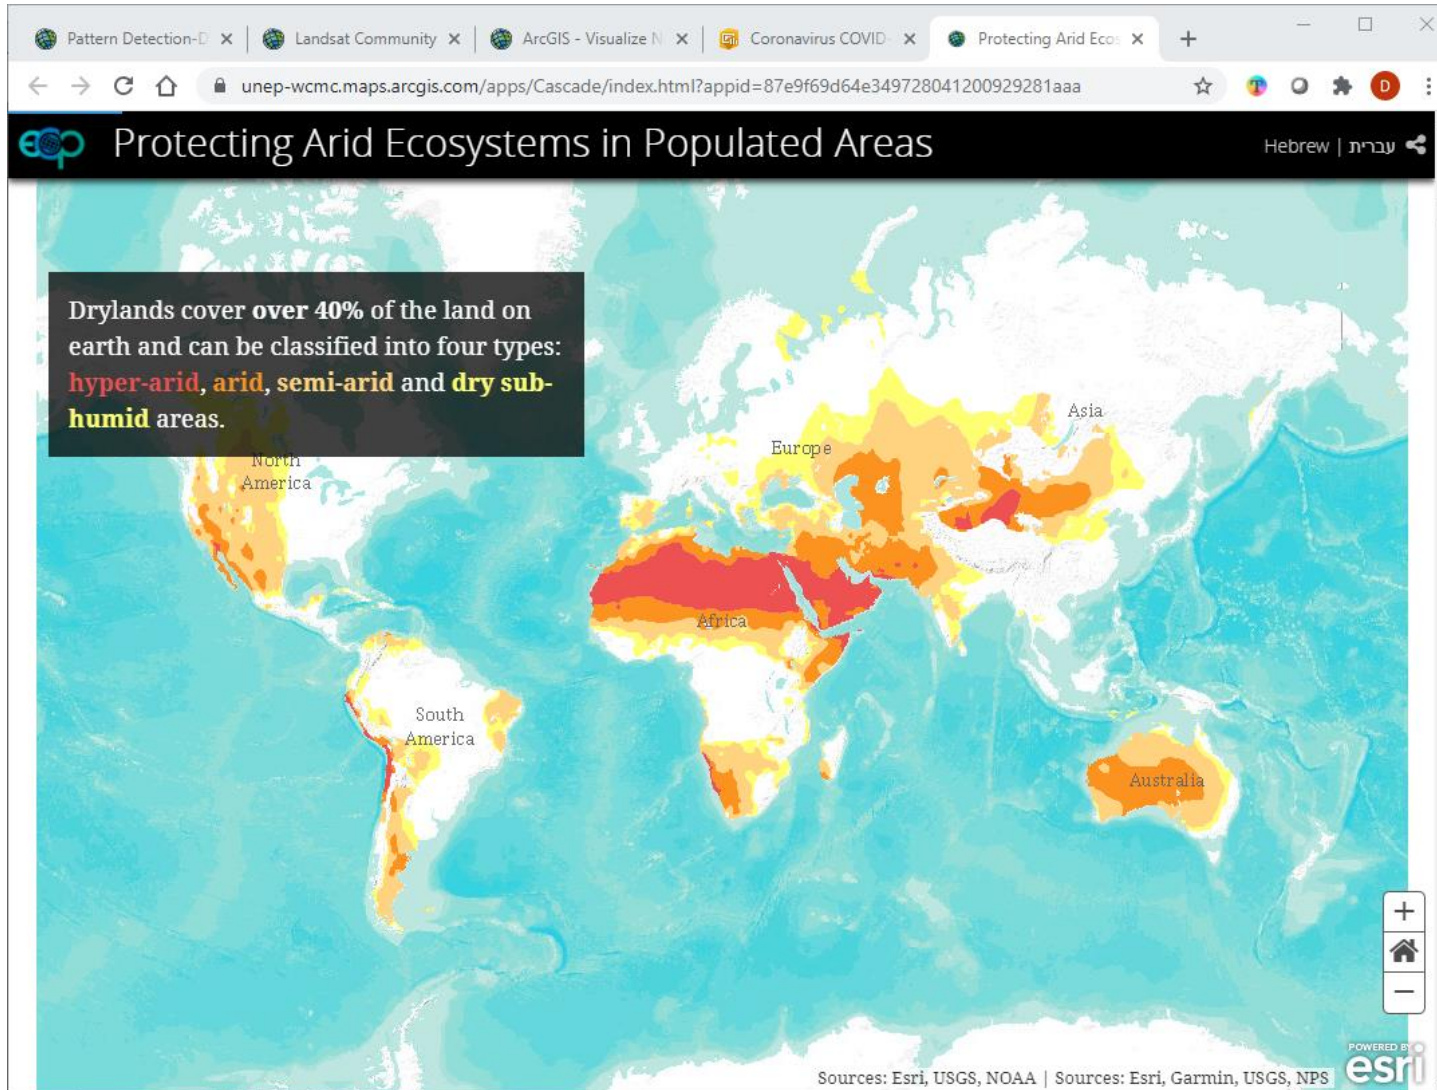 Pattern Detection-D
Landsat Community
ArcGIS - Visualize N
Coronavirus COVID-
Protecting Arid Ecos
unep-wcmc.maps.arcgis.com/apps/Cascade/index.html?appid=87e9f69d64e349728041200929281aaa
D
ecp
Protecting Arid Ecosystems in Populated Areas
Hebrew | עברית
Drylands cover over 40% of the land on
earth and can be classified into four types:
hyper-arid, arid, semi-arid and dry sub-
humid areas.
Asia
Europe
North
America
Africa
South
America
Australia
POWERED BY
esri
Sources: Esri, USGS, NOAA | Sources: Esri, Garmin, USGS, NPS